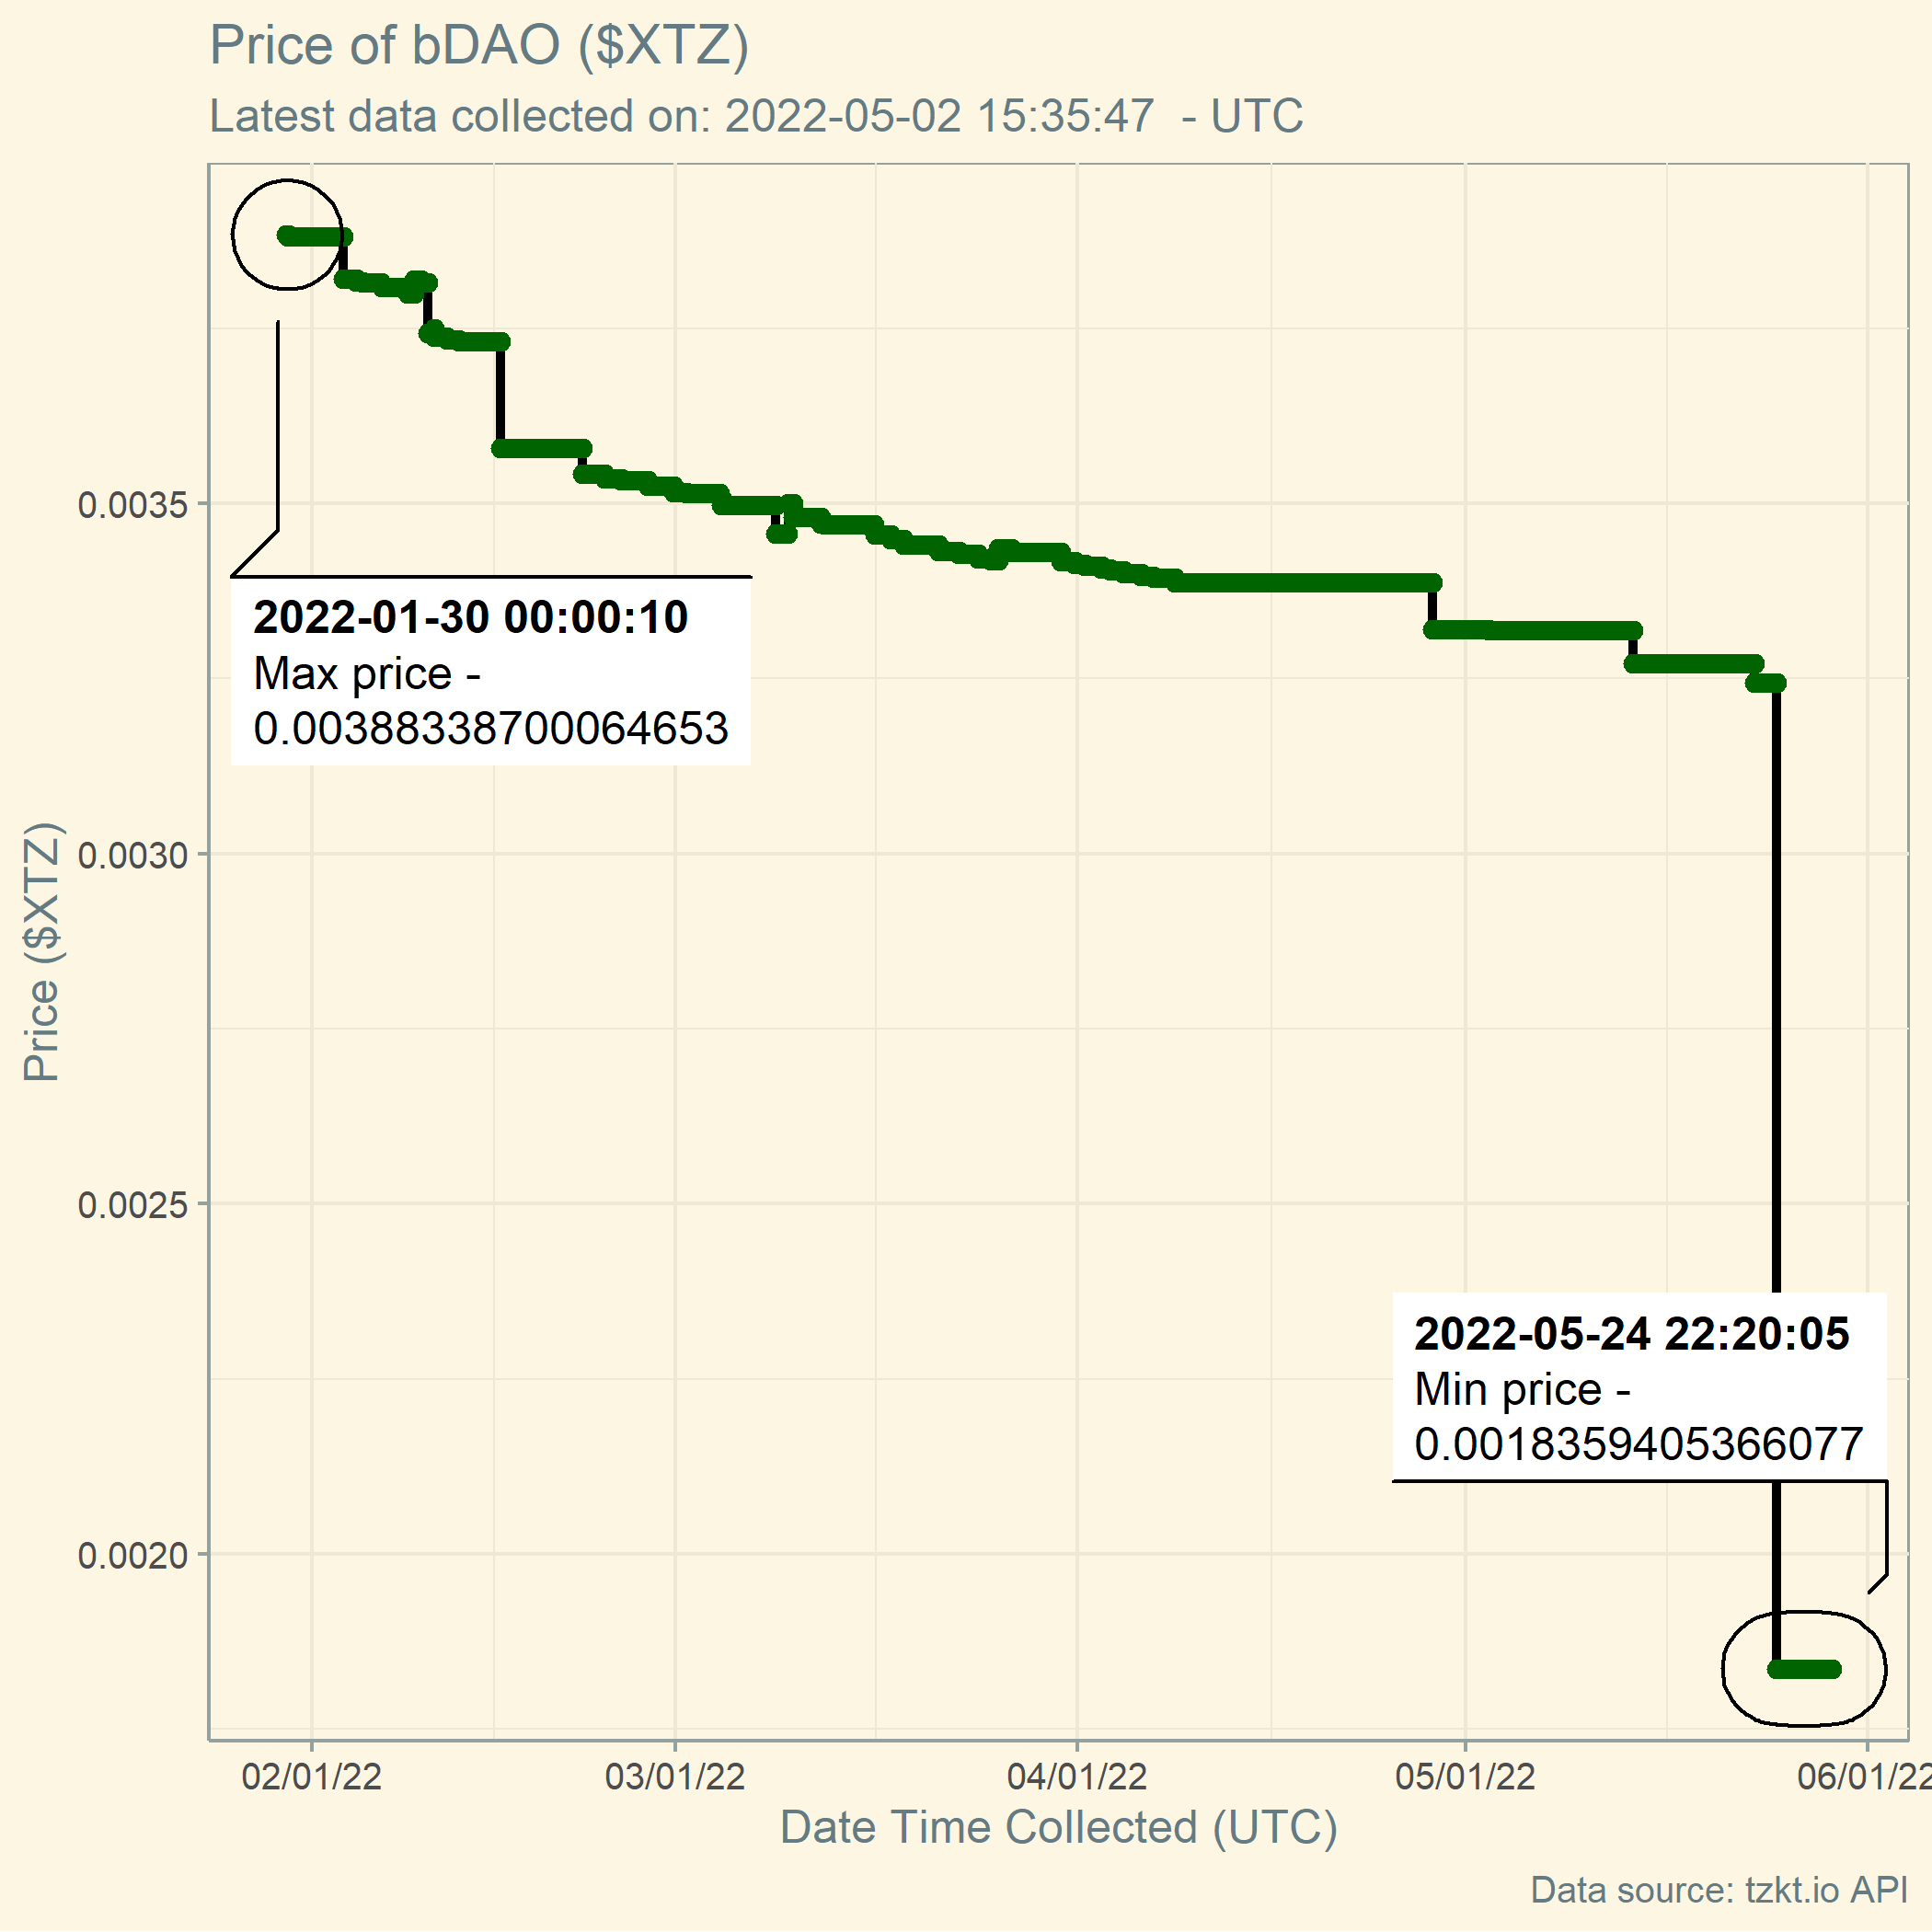 Price of bDAO ($XTZ)
Latest data collected on: 2022-05-02 15:35:47  - UTC
2022-01-30 00:00:10
Max price -
0.00388338700064653
2022-05-24 22:20:05
Min price -
0.0018359405366077
0.0035
0.0030
0.0025
0.0020
Price ($XTZ)
02/01/22 03/01/22 04/01/22 05/01/22 06/01/22
Date Time Collected (UTC)
Data source: tzkt.io API